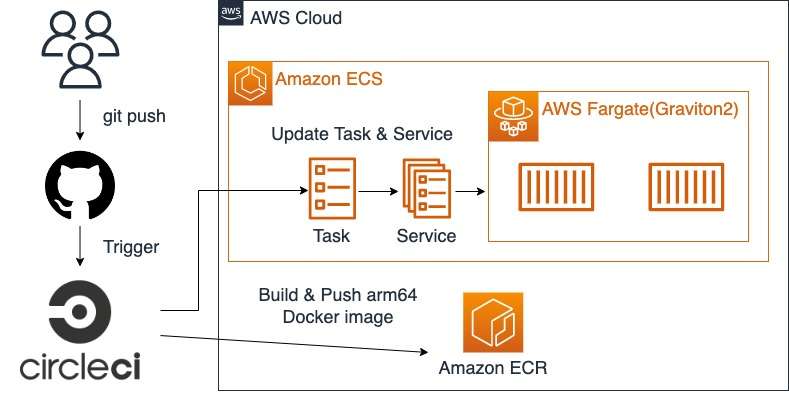 aws
AWS Cloud
Amazon ECS
AWS Fargate(Graviton2)
git push
Update Task & Service
Task
Service
Trigger
Build & Push arm64
Docker image
circleci
Amazon ECR